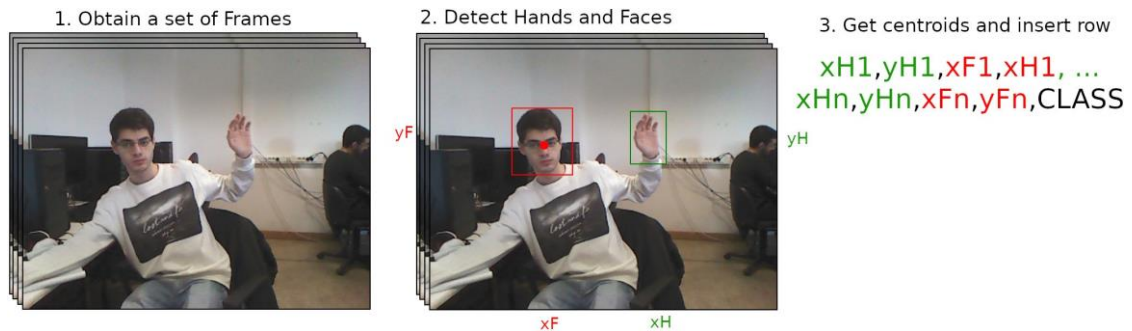 1. Obtain a set of Frames
2. Detect Hands and Faces
3. Get centroids and insert row
xH1,yH1,xF1,xH1, ...
xHn,yHn,xFn,yFn,CLASS
yF
yH
xF
xH